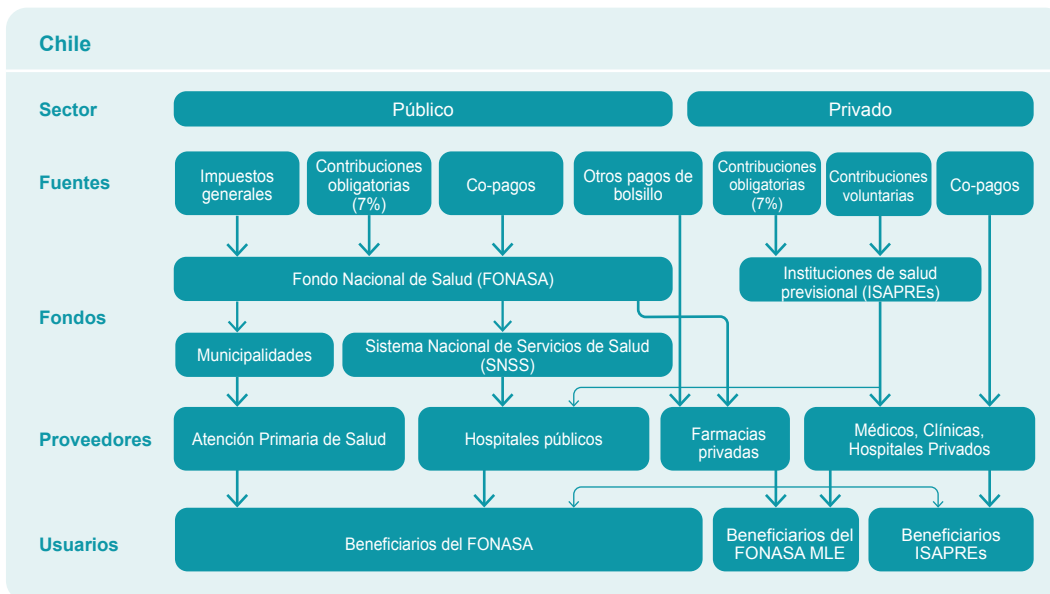 Chile
Sector
Público
Privado
Fuentes
Impuestos
generales
Contribuciones
obligatorias
(7%)
Co-pagos
Otros pagos de
bolsillo
Contribuciones
obligatorias
(7%)
Contribuciones
voluntarias
Co-pagos
Fondos
Fondo Nacional de Salud (FONASA)
Instituciones de salud
previsional (ISAPREs)
Municipalidades
Sistema Nacional de Servicios de Salud
(SNSS)
Proveedores
Atención Primaria de Salud
Hospitales públicos
Farmacias
privadas
Médicos, Clínicas,
Hospitales Privados
Usuarios
Beneficiarios del FONASA
Beneficiarios del
FONASA MLE
Beneficiarios
ISAPREs